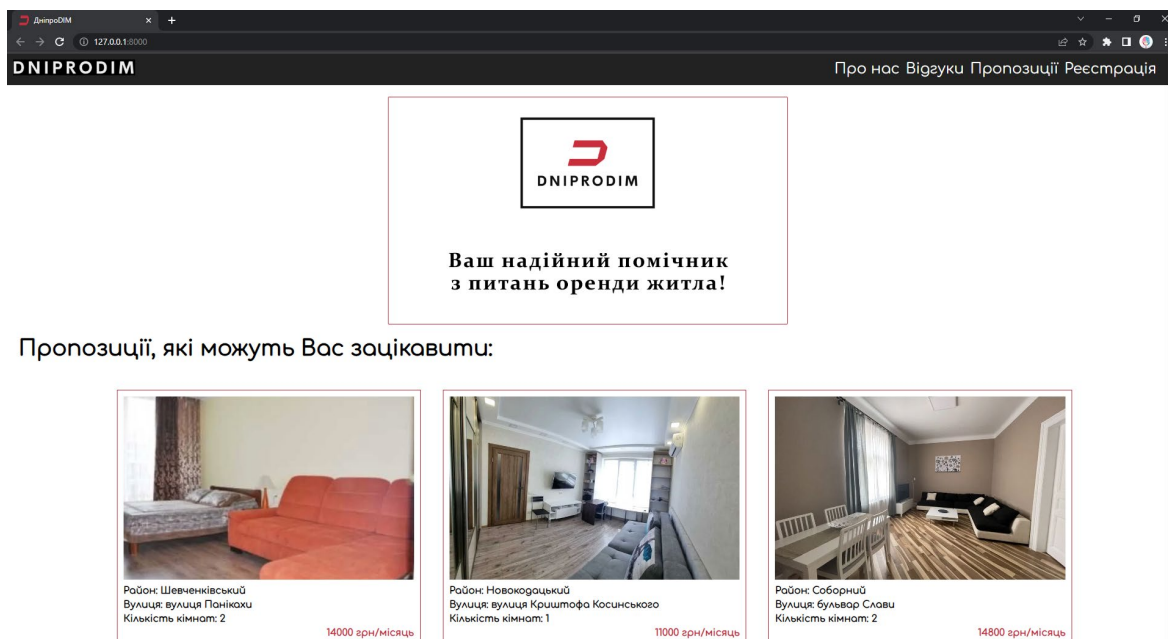 ДніпроDIM
127.0.0.1:8000
DNIPRODIM
Про нас Відгуки Пропозиції Реєстрація
DNIPRODIM
Ваш надійний помічник
з питань оренди житла!
Пропозиції, які можуть Вас зацікавити:
Район: Шевченківський
Вулиця: вулиця Панікахи
Кількість кімнат: 2
14000 грн/місяць
Район: Новокодацький
Вулиця: вулиця Криштофа Косинського
Кількість кімнат: 1
11000 грн/місяць
Район: Соборний
Вулиця: бульвар Слави
Кількість кімнат: 2
14800 грн/місяць